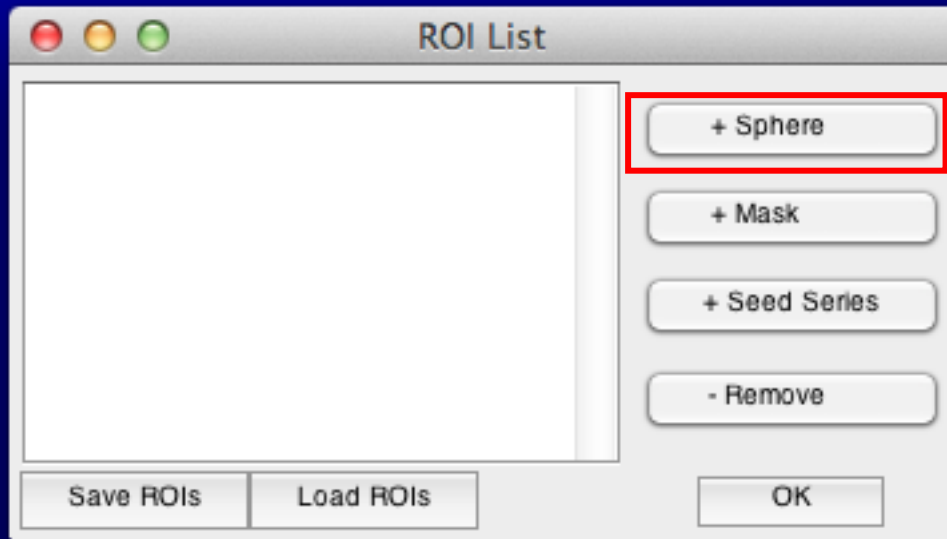 ROI List
+ Sphere
+ Mask
+ Seed Series
- Remove
Save ROIs
Load ROIs
OK